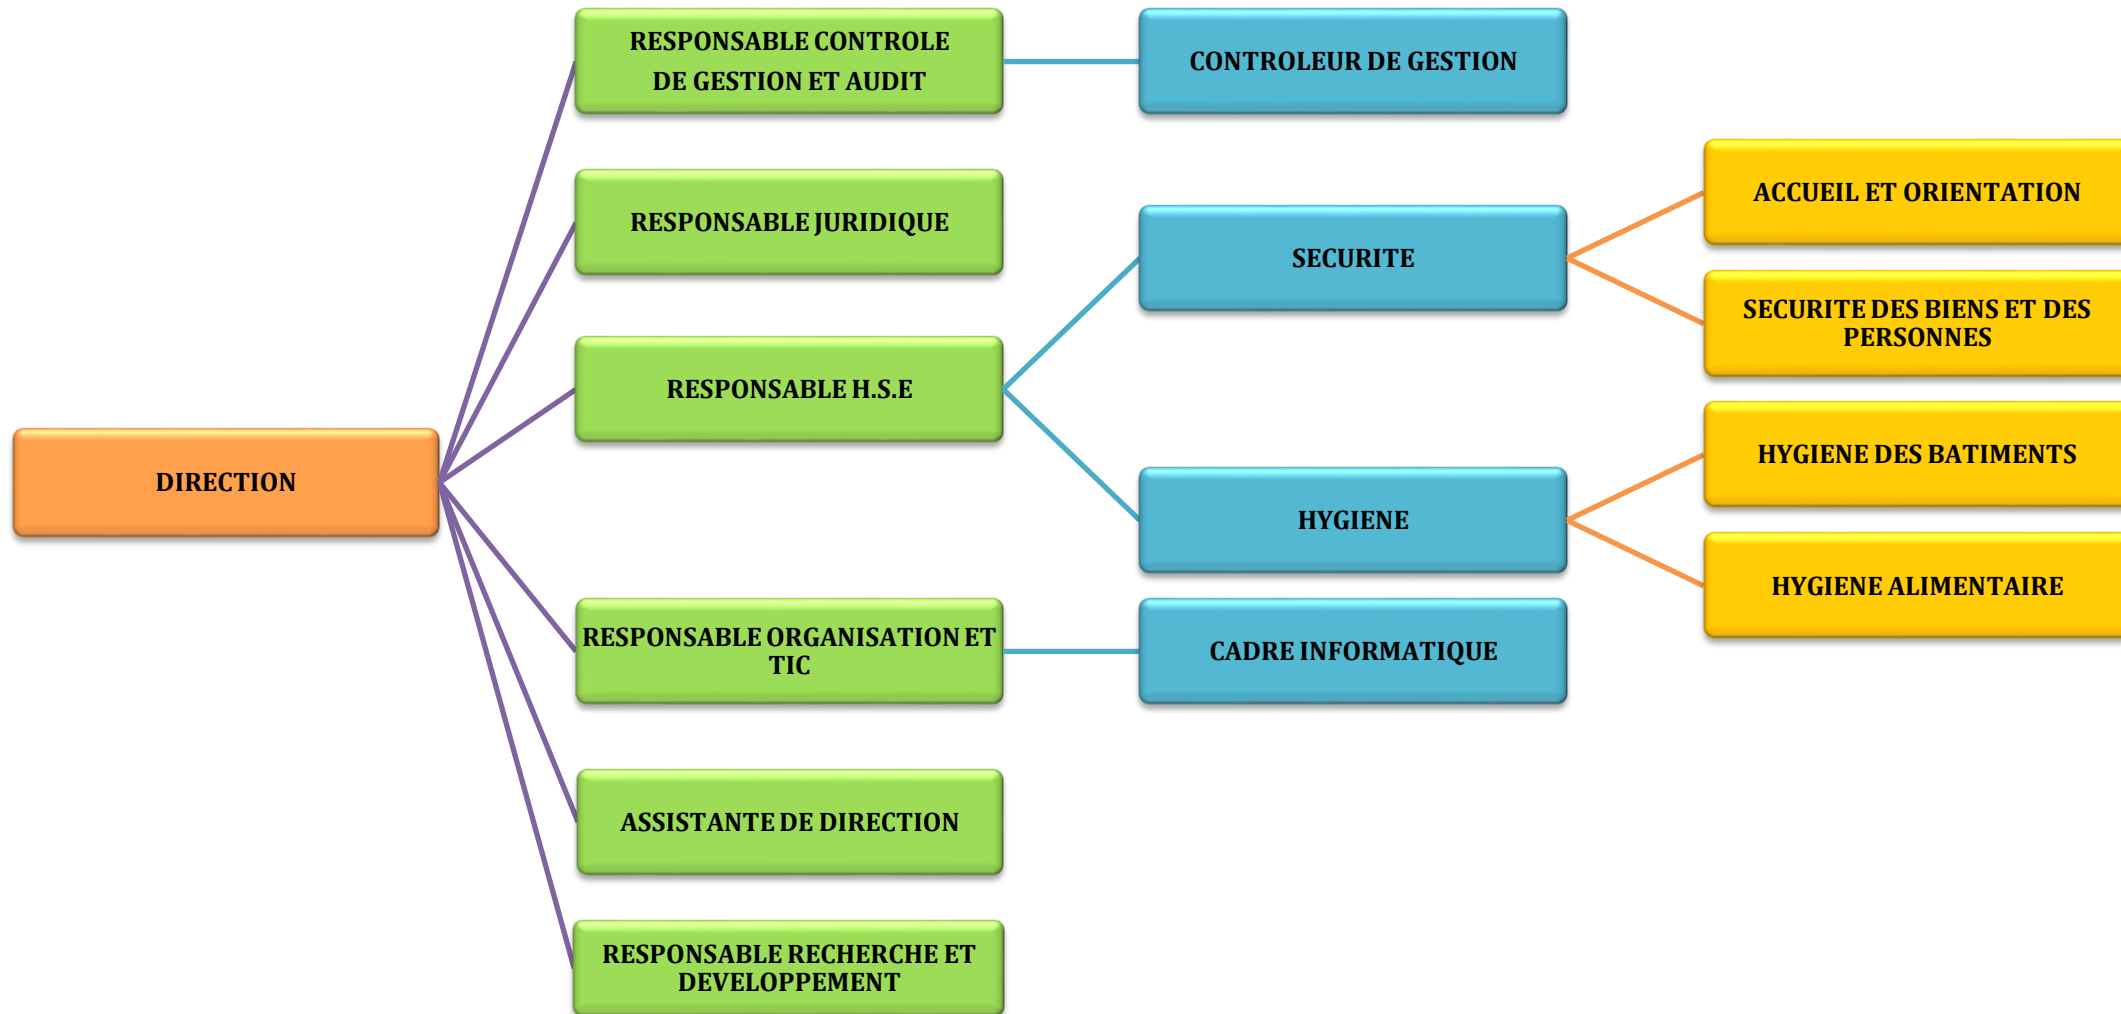 RESPONSABLE CONTROLE
DE GESTION ET AUDIT
CONTROLEUR DE GESTION
ACCUEIL ET ORIENTATION
RESPONSABLE JURIDIQUE
SECURITE
SECURITE DES BIENS ET DES
PERSONNES
RESPONSABLE H.S.E
HYGIENE DES BATIMENTS
DIRECTION
HYGIENE
HYGIENE ALIMENTAIRE
RESPONSABLE ORGANISATION ET
TIC
CADRE INFORMATIQUE
ASSISTANTE DE DIRECTION
RESPONSABLE RECHERCHE ET
DEVELOPPEMENT